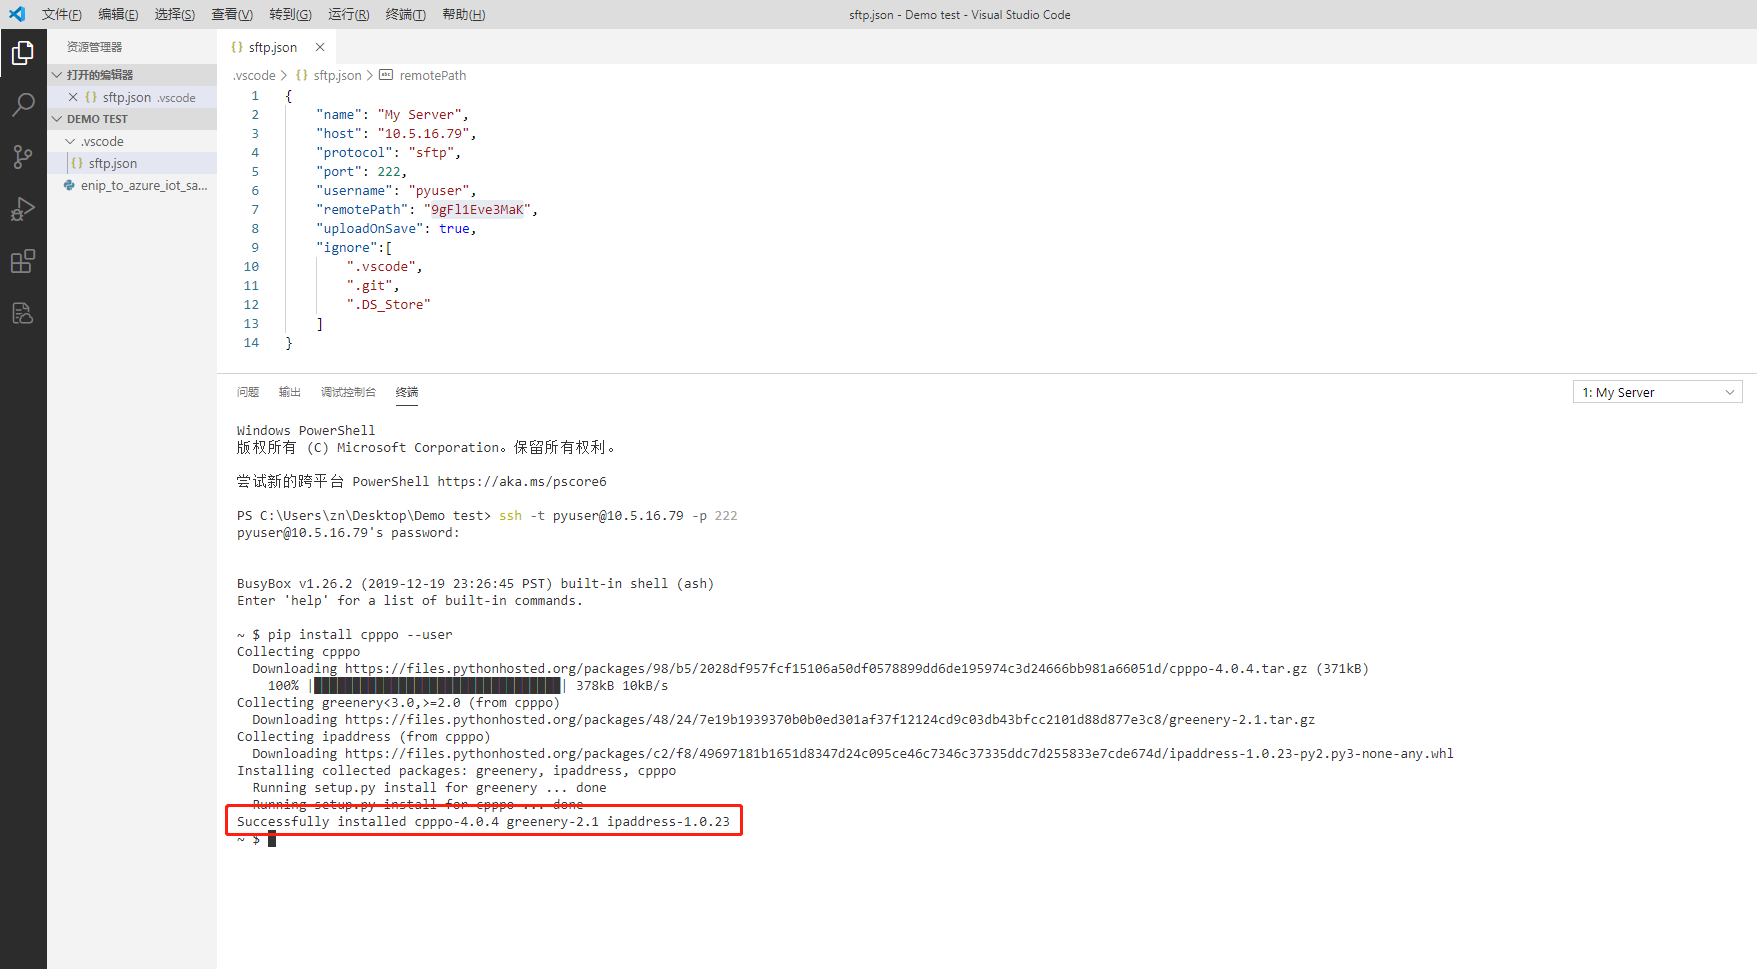 文件(F) 编辑(E) 选择(S) 查看(V) 转到(G) 运行(R) 终端(T) 帮助(H)
sftp.json - Demo test - Visual Studio Code
资源管理器
打开的编辑器
sftp.json .vscode
DEMO TEST
.vscode
sftp.json
enip_to_azure_iot_sa...
sftp.json
.vscode > {} sftp.json > remotePath
1 {
2 "name": "My Server",
3 "host": "10.5.16.79",
4 "protocol": "sftp",
5 "port": 222,
6 "username": "pyuser",
7 "remotePath": "9gFl1Eve3MaK",
8 "uploadOnSave": true,
9 "ignore":[
10 ".vscode",
11 ".git",
12 ".DS_Store"
13 ]
14 }
问题 输出 调试控制台 终端
1: My Server
Windows PowerShell
版权所有 (C) Microsoft Corporation。保留所有权利。
尝试新的跨平台 PowerShell https://aka.ms/pscore6
PS C:\Users\zn\Desktop\Demo test> ssh -t pyuser@10.5.16.79 -p 222
pyuser@10.5.16.79's password:
BusyBox v1.26.2 (2019-12-19 23:26:45 PST) built-in shell (ash)
Enter 'help' for a list of built-in commands.
~ $ pip install cpppo --user
Collecting cpppo
Downloading https://files.pythonhosted.org/packages/98/b5/2028df957fcf15106a50df0578899dd6de195974c3d24666bb981a66051d/cpppo-4.0.4.tar.gz (371kB)
100% || 378kB 10kB/s
Collecting greenery<3.0,>=2.0 (from cpppo)
Downloading https://files.pythonhosted.org/packages/48/24/7e19b1939370b0b0ed301af37f12124cd9c03db43bfcc2101d88d877e3c8/greenery-2.1.tar.gz
Collecting ipaddress (from cpppo)
Downloading https://files.pythonhosted.org/packages/c2/f8/49697181b1651d8347d24c095ce46c7346c37335ddc7d255833e7cde674d/ipaddress-1.0.23-py2.py3-none-any.whl
Installing collected packages: greenery, ipaddress, cpppo
Running setup.py install for greenery ... done
Running setup.py install for cpppo ... done
Successfully installed cpppo-4.0.4 greenery-2.1 ipaddress-1.0.23
~ $